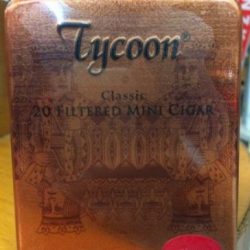 Tycoon®
Classic
20 FILTERED MINI CIGAR